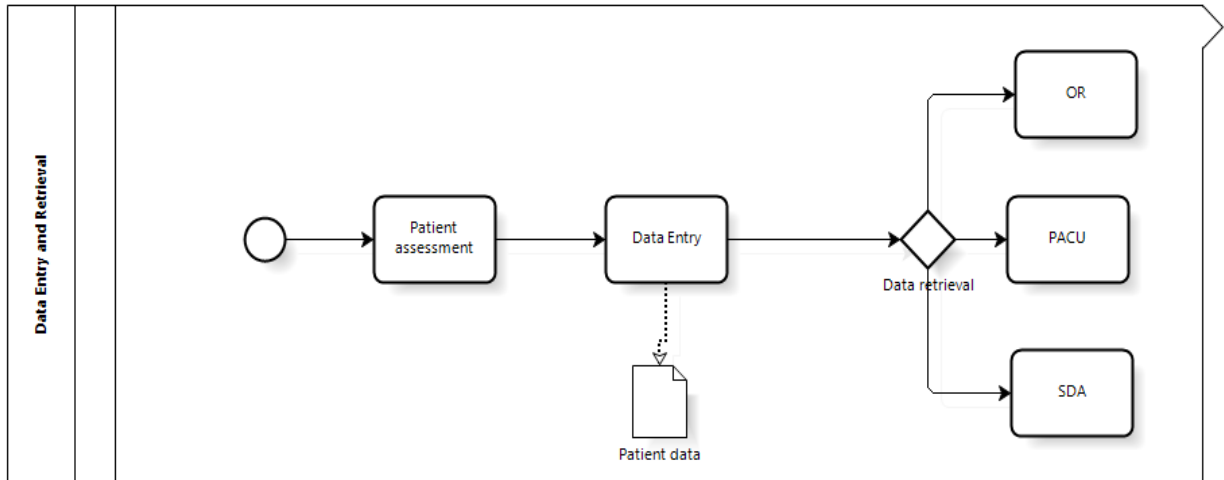 Data Entry and Retrieval
Patient
assessment
Data Entry
Patient data
Data retrieval
OR
PACU
SDA